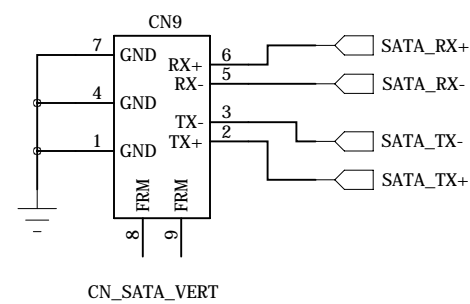 CN9
7 GND
RX+ 6 SATA_RX+
RX- 5 SATA_RX-
4 GND
TX- 3 SATA_TX-
TX+ 2 SATA_TX+
1 GND
FRM FRM
8 9
CN_SATA_VERT